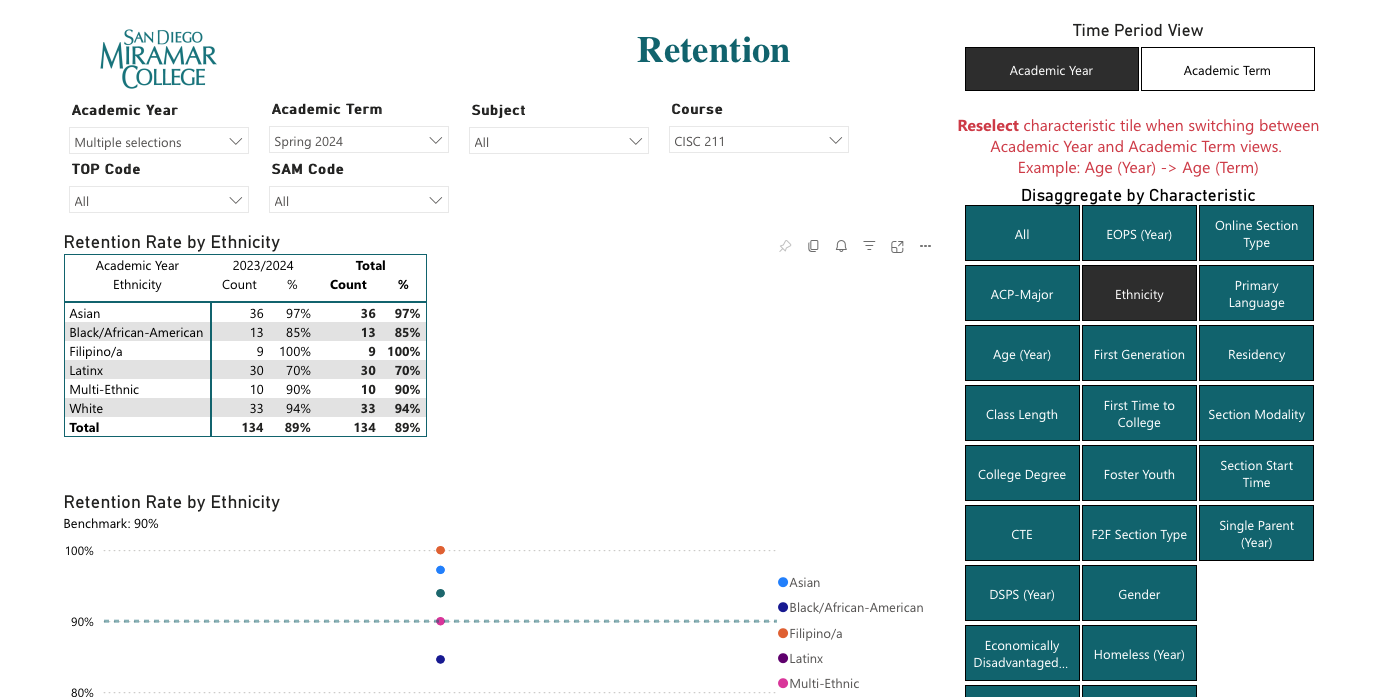 SAN DIEGO
MIRAMAR
COLLEGE
Retention
Time Period View
Academic Year
Academic Term
Reselect characteristic tile when switching between
Academic Year and Academic Term views.
Example: Age (Year) -> Age (Term)
Academic Year
Academic Term
Subject
Course
Multiple selections
Spring 2024
All
CISC 211
TOP Code
SAM Code
All
All
Disaggregate by Characteristic
All
EOPS (Year)
Online Section
Type
ACP-Major
Ethnicity
Primary
Language
Age (Year)
First Generation
Residency
Class Length
First Time to
College
Section Modality
College Degree
Foster Youth
Section Start
Time
CTE
F2F Section Type
Single Parent
(Year)
DSPS (Year)
Gender
Economically
Disadvantaged...
Homeless (Year)
Retention Rate by Ethnicity
Academic Year 2023/2024 Total
Ethnicity Count % Count %
Asian 36 97% 36 97%
Black/African-American 13 85% 13 85%
Filipino/a 9 100% 9 100%
Latinx 30 70% 30 70%
Multi-Ethnic 10 90% 10 90%
White 33 94% 33 94%
Total 134 89% 134 89%
Retention Rate by Ethnicity
Benchmark: 90%
100%
90%
80%
Asian
Black/African-American
Filipino/a
Latinx
Multi-Ethnic